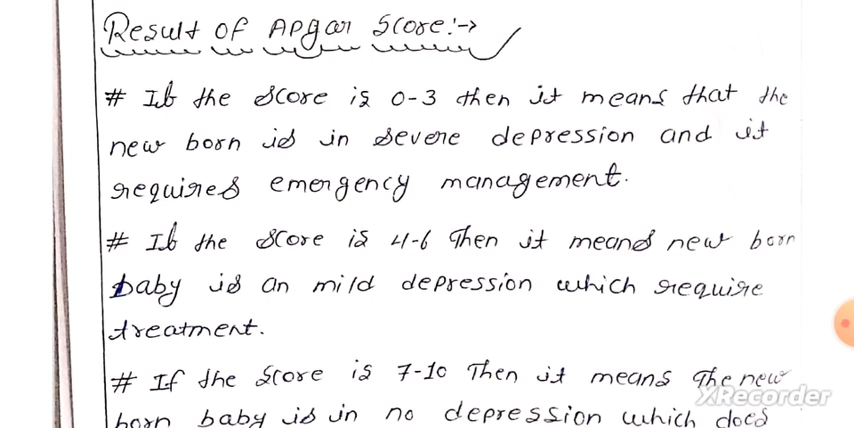 Result of Apgar Score:→
# If the score is 0-3 then it means that the
new born is in severe depression and it
requires emergency management.
# If the score is 4-6 Then it means new born
baby is an mild depression which require
treatment.
# If the score is 7-10 Then it means The new
born baby is in no depression which does
XRecorder